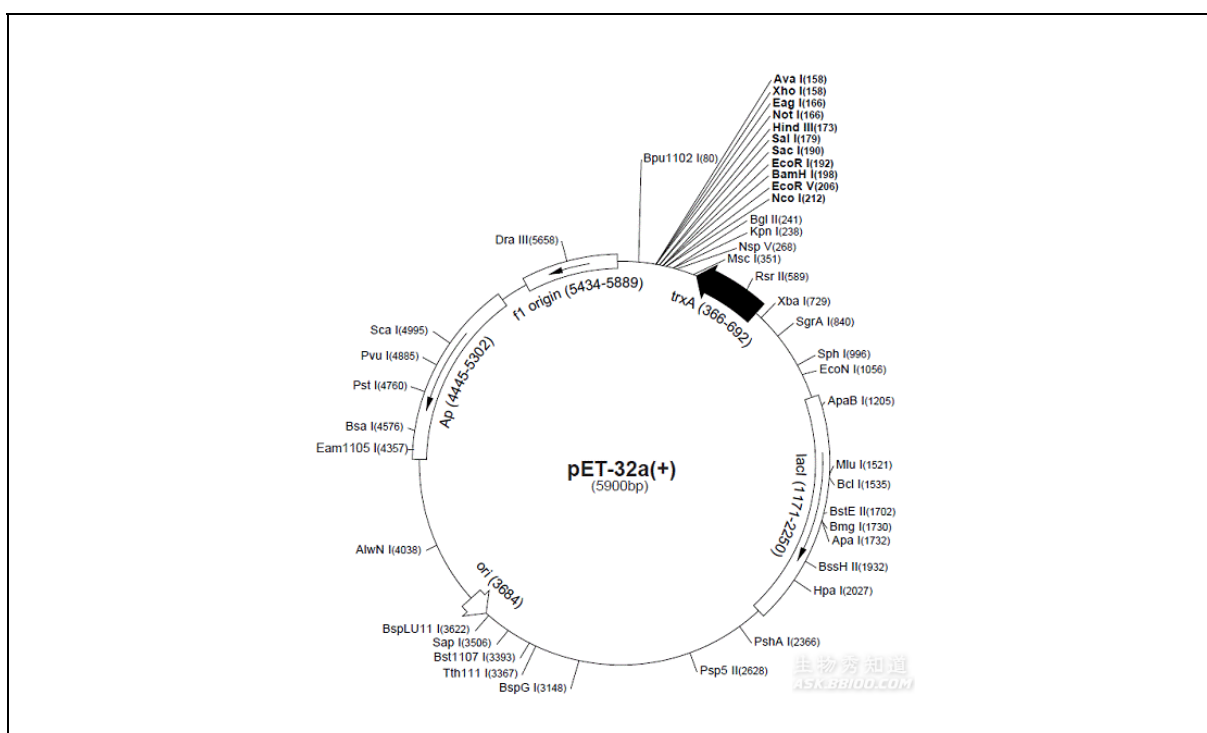 Ava I(158)
Xho I(158)
Eag I(166)
Not I(166)
Hind III(173)
Sal I(179)
Sac I(190)
EcoR I(192)
BamH I(198)
EcoR V(206)
Nco I(212)
Bpu1102 I(80)
Bgl II(241)
Kpn I(238)
Nsp V(268)
Msc I(351)
Rsr II(589)
Xba I(729)
SgrA I(840)
Sph I(996)
EcoN I(1056)
ApaB I(1205)
Mlu I(1521)
Bcl I(1535)
BstE II(1702)
Bmg I(1730)
Apa I(1732)
BssH II(1932)
Hpa I(2027)
PshA I(2366)
Psp5 II(2628)
BspG I(3148)
Tth111 I(3367)
Bst1107 I(3393)
Sap I(3506)
BspLU11 I(3622)
AlwN I(4038)
Eam1105 I(4357)
Bsa I(4576)
Pst I(4760)
Pvu I(4885)
Sca I(4995)
Dra III(5658)
f1 origin (5434-5889)
trxA (366-692)
Ap (4445-5302)
lacI (1171-2250)
ori (3684)
pET-32a(+)
(5900bp)
生物秀知道
ASK.BBIOO.COM